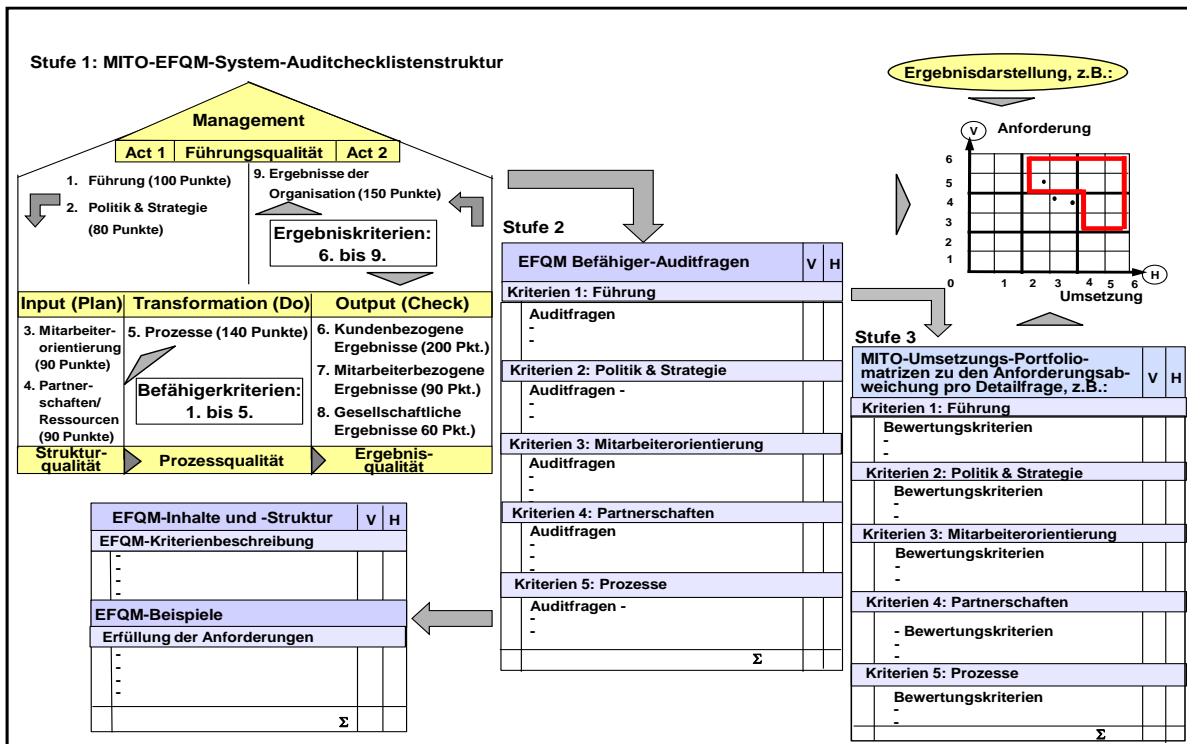 Stufe 1: MITO-EFQM-System-Auditchecklistenstruktur
Management
Act 1 Führungsqualität Act 2
1. Führung (100 Punkte)
2. Politik & Strategie
(80 Punkte)
9. Ergebnisse der
Organisation (150 Punkte)
Ergebniskriterien:
6. bis 9.
Input (Plan) Transformation (Do) Output (Check)
3. Mitarbeiter-
orientierung
(90 Punkte)
4. Partner-
schaften/
Ressourcen
(90 Punkte)
5. Prozesse (140 Punkte)
Befähigerkriterien:
1. bis 5.
6. Kundenbezogene
Ergebnisse (200 Pkt.)
7. Mitarbeiterbezogene
Ergebnisse (90 Pkt.)
8. Gesellschaftliche
Ergebnisse 60 Pkt.)
Struktur-
qualität
Prozessqualität
Ergebnis-
qualität
EFQM-Inhalte und -Struktur V H
EFQM-Kriterienbeschreibung
-
-
-
-
EFQM-Beispiele
Erfüllung der Anforderungen
-
-
-
-
Σ
Stufe 2
EFQM Befähiger-Auditfragen V H
Kriterien 1: Führung
Auditfragen
-
-
Kriterien 2: Politik & Strategie
Auditfragen -
-
-
Kriterien 3: Mitarbeiterorientierung
Auditfragen
-
-
-
Kriterien 4: Partnerschaften
Auditfragen
-
-
-
Kriterien 5: Prozesse
Auditfragen -
-
-
Σ
Ergebnisdarstellung, z.B.:
V Anforderung
6
5
4
3
2
1
0 1 2 3 4 5 6
H
Umsetzung
Stufe 3
MITO-Umsetzungs-Portfolio-
matrizen zu den Anforderungsab-
weichung pro Detailfrage, z.B.:
V H
Kriterien 1: Führung
Bewertungskriterien
-
-
Kriterien 2: Politik & Strategie
Bewertungskriterien
-
-
Kriterien 3: Mitarbeiterorientierung
Bewertungskriterien
-
-
Kriterien 4: Partnerschaften
- Bewertungskriterien
-
-
Kriterien 5: Prozesse
Bewertungskriterien
-
-
Σ